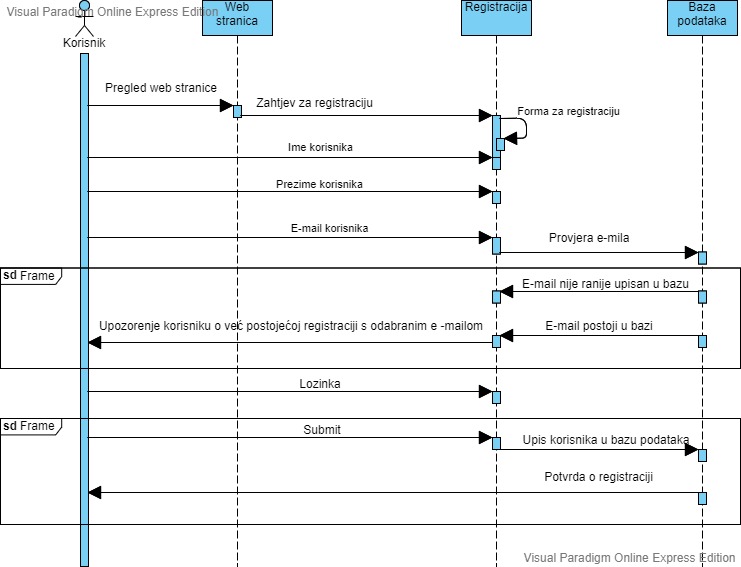 Visual Paradigm Online Express Edition
Korisnik
Web
stranica
Registracija
Baza
podataka
Pregled web stranice
Zahtjev za registraciju
Forma za registraciju
Ime korisnika
Prezime korisnika
E-mail korisnika
Provjera e-mila
sd Frame
E-mail nije ranije upisan u bazu
Upozorenje korisniku o već postojećoj registraciji s odabranim e -mailom
E-mail postoji u bazi
Lozinka
sd Frame
Submit
Upis korisnika u bazu podataka
Potvrda o registraciji
Visual Paradigm Online Express Edition